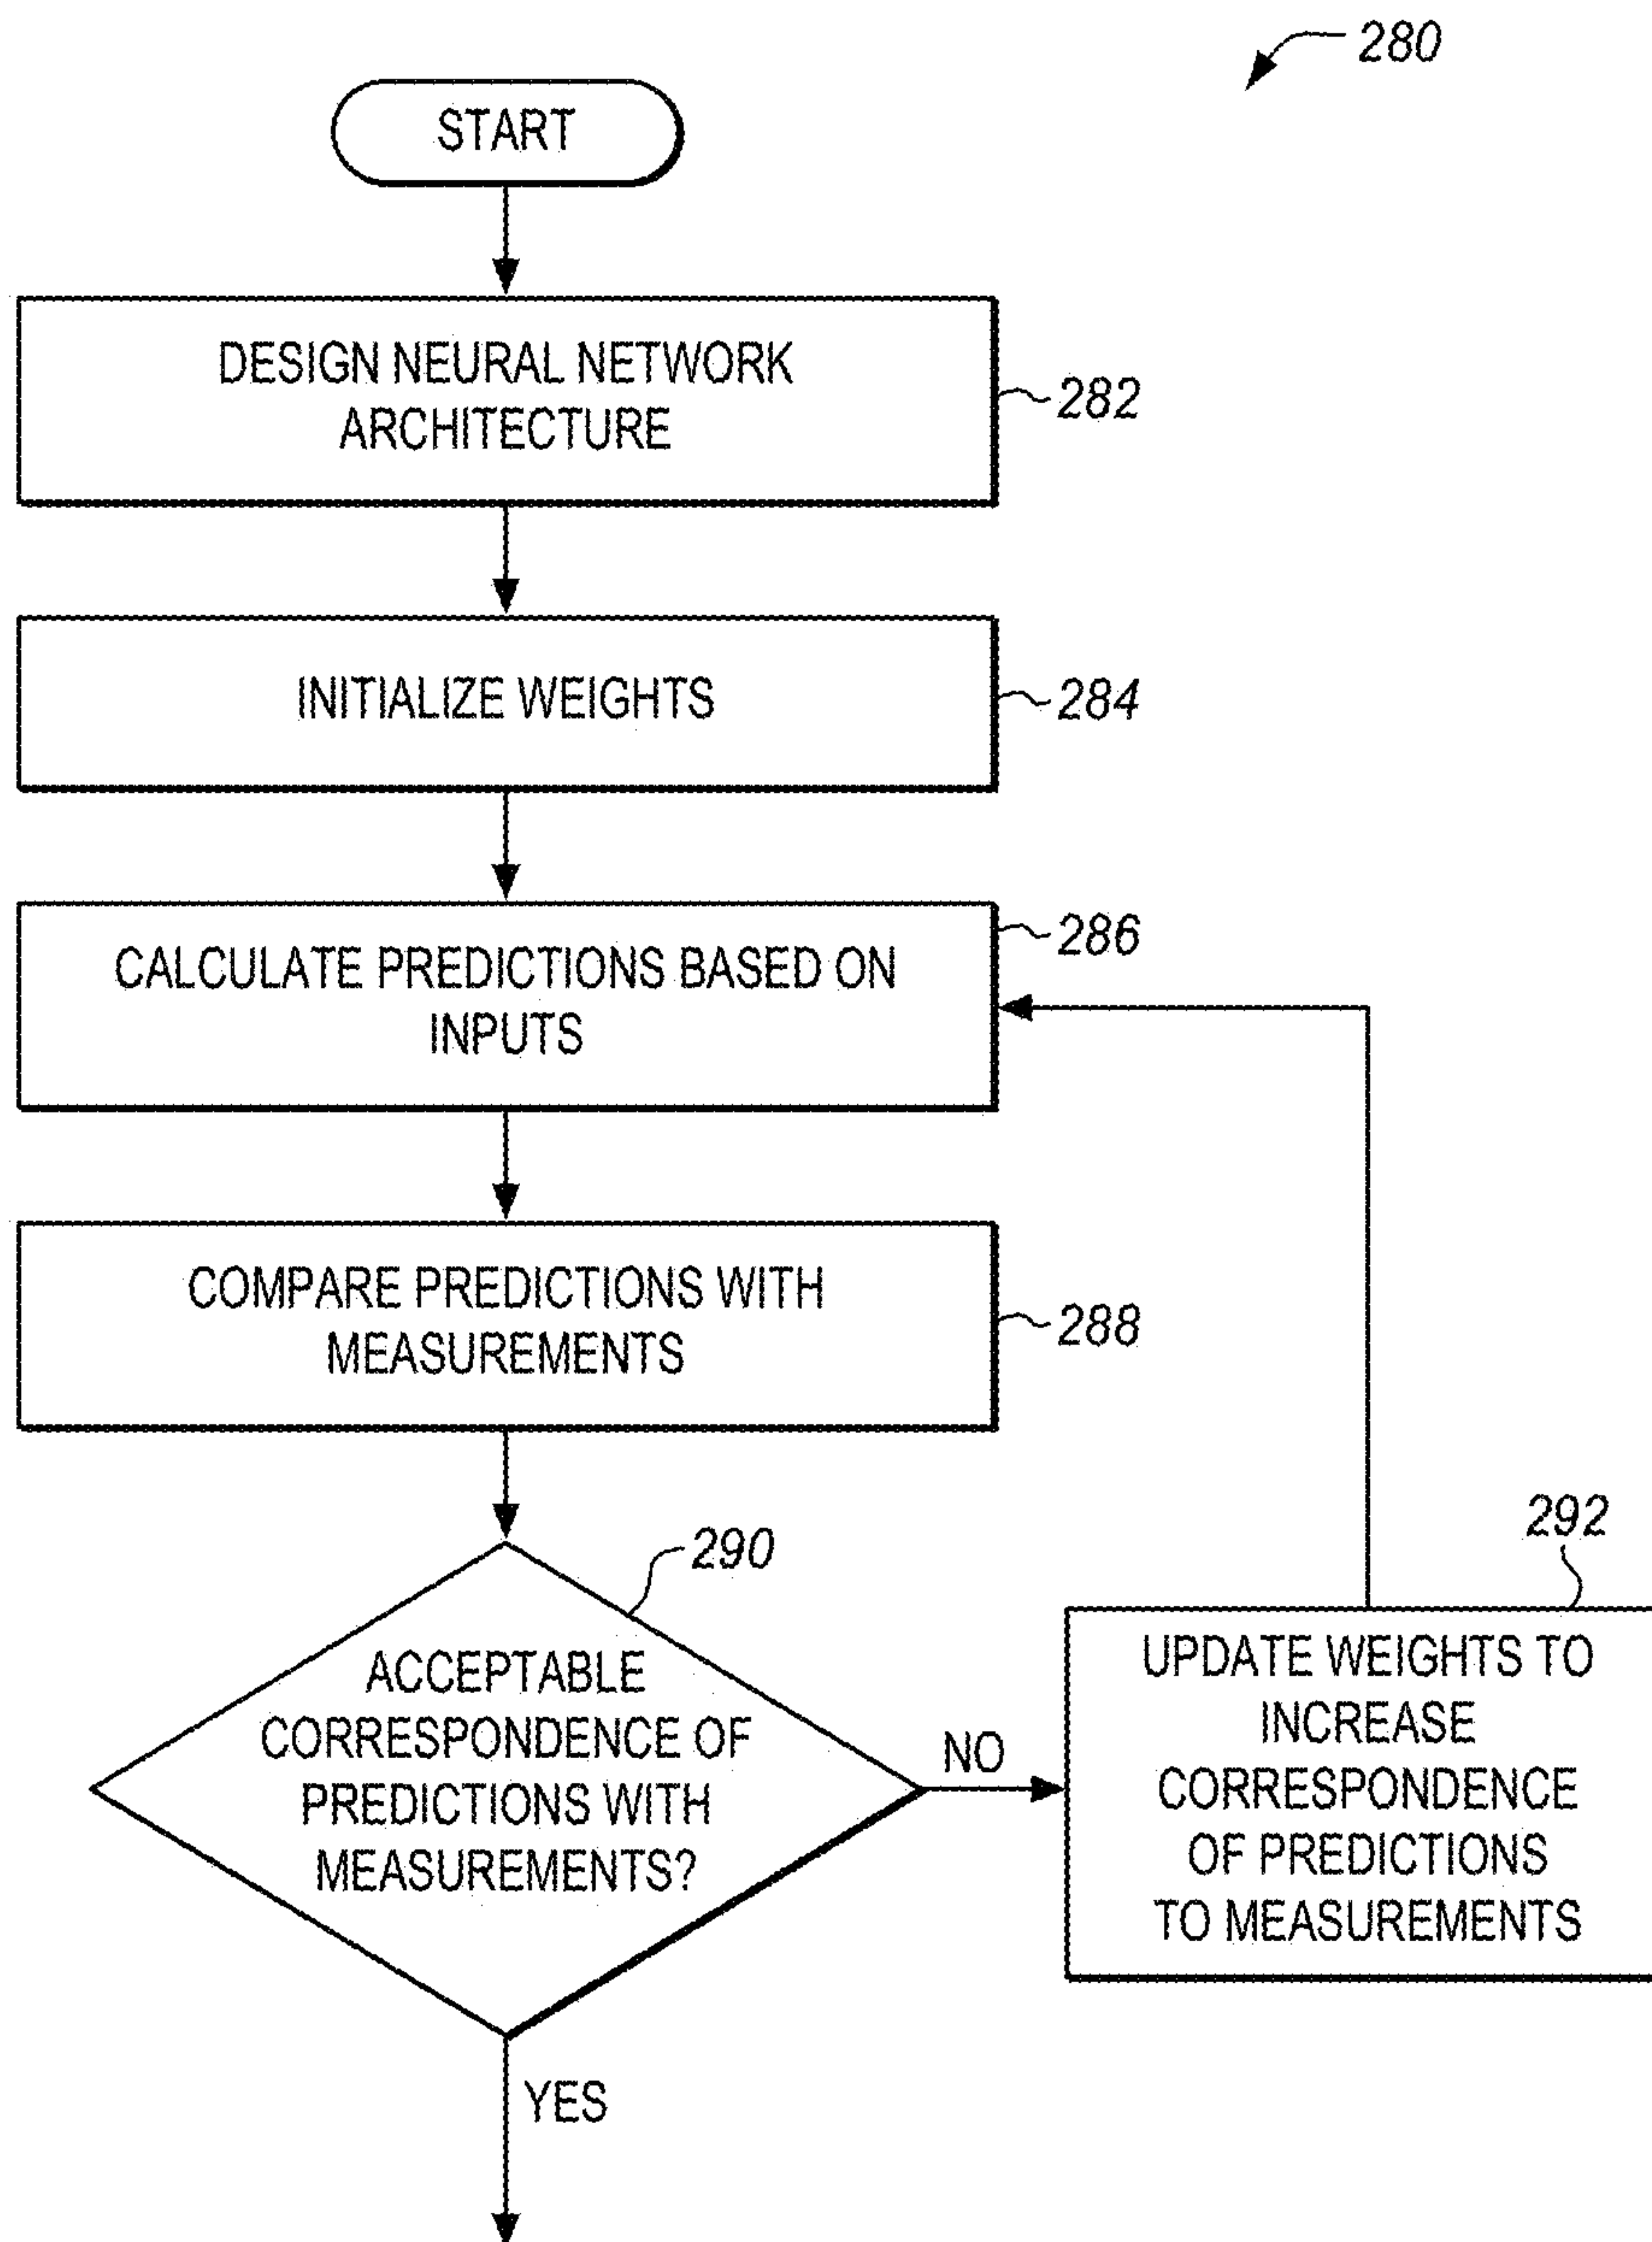 280
START
DESIGN NEURAL NETWORK
ARCHITECTURE
282
INITIALIZE WEIGHTS
284
CALCULATE PREDICTIONS BASED ON
INPUTS
286
COMPARE PREDICTIONS WITH
MEASUREMENTS
288
290
ACCEPTABLE
CORRESPONDENCE OF
PREDICTIONS WITH
MEASUREMENTS?
NO
292
UPDATE WEIGHTS TO
INCREASE
CORRESPONDENCE
OF PREDICTIONS
TO MEASUREMENTS
YES